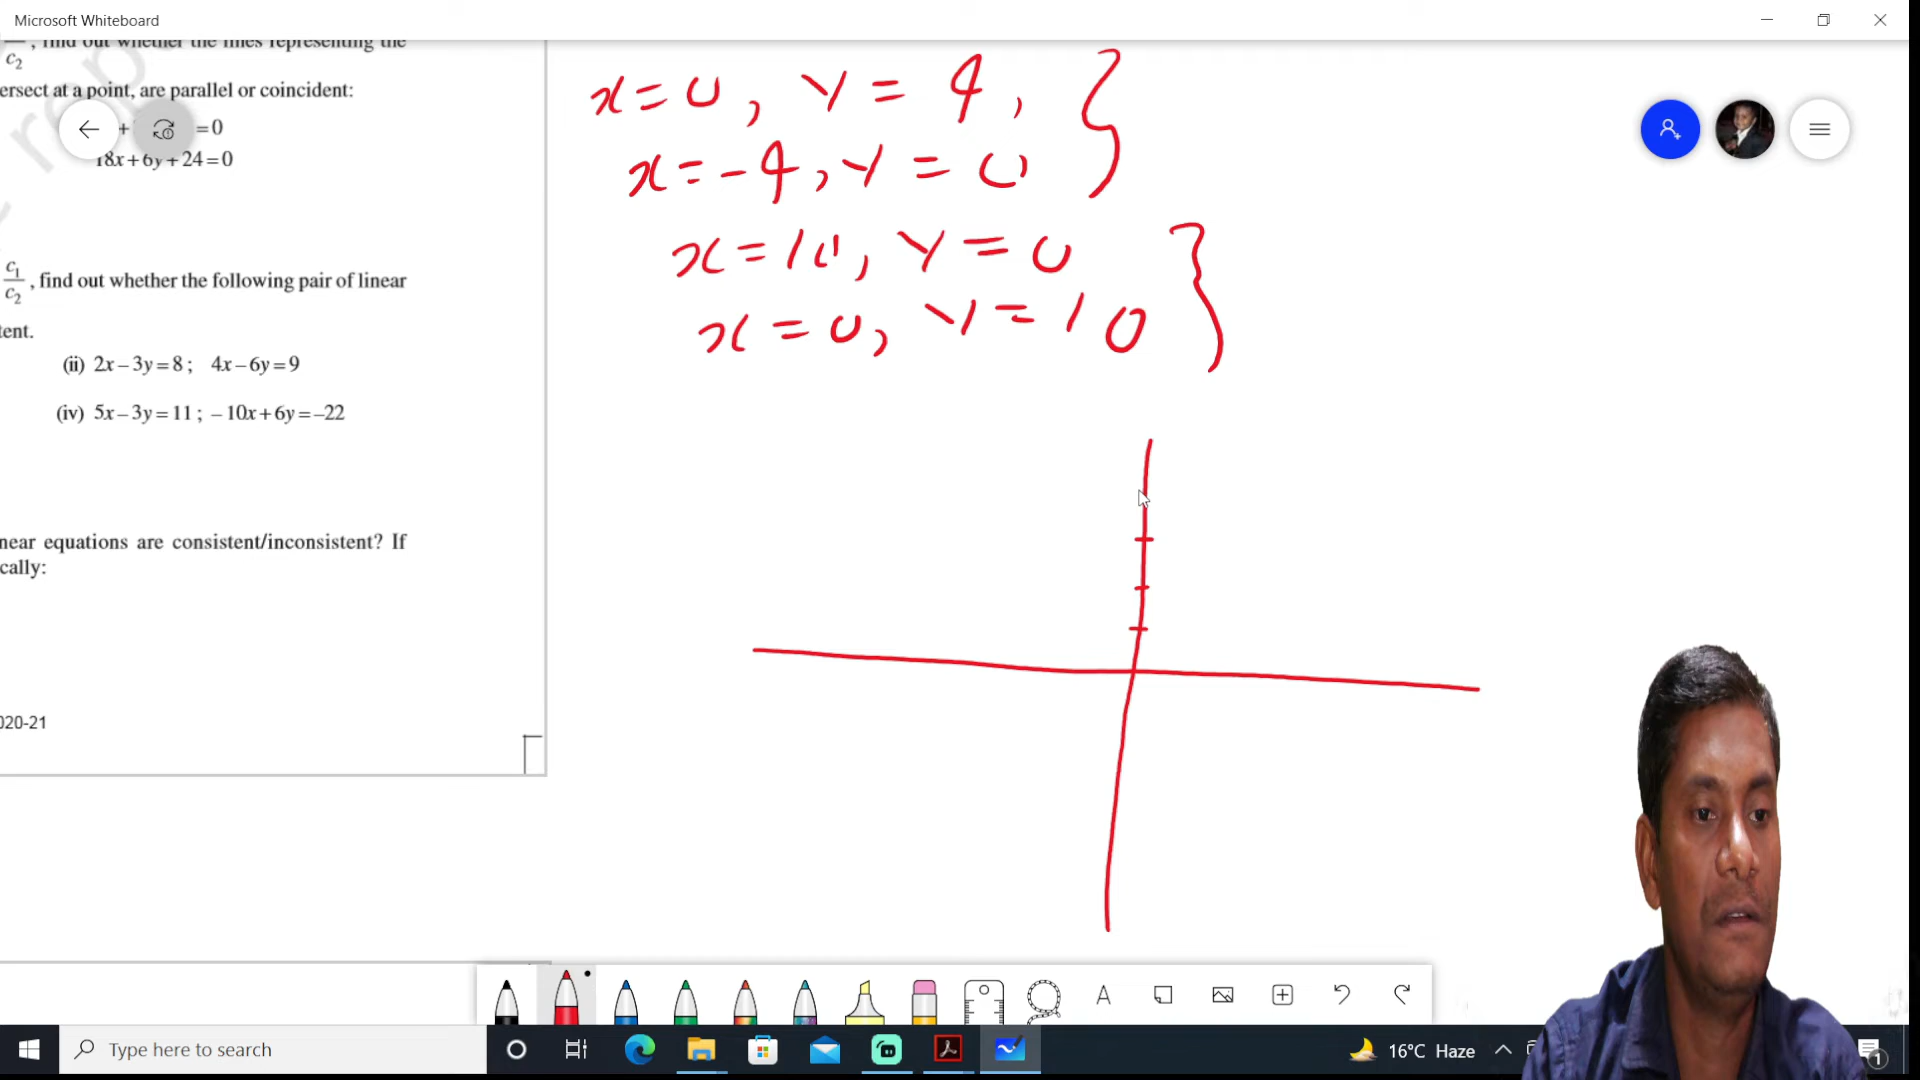 Microsoft Whiteboard
c₂ , find out whether the lines representing the
ersect at a point, are parallel or coincident:
+ =0
18x+6y+24=0
c₁/c₂ , find out whether the following pair of linear
tent.
(ii) 2x–3y=8; 4x–6y=9
(iv) 5x–3y=11; –10x+6y=–22
near equations are consistent/inconsistent? If
cally:
020-21
x=0, y=4,
x=-4, y=0
x=10, y=0
x=0, y=10
A
Type here to search
16°C Haze
1